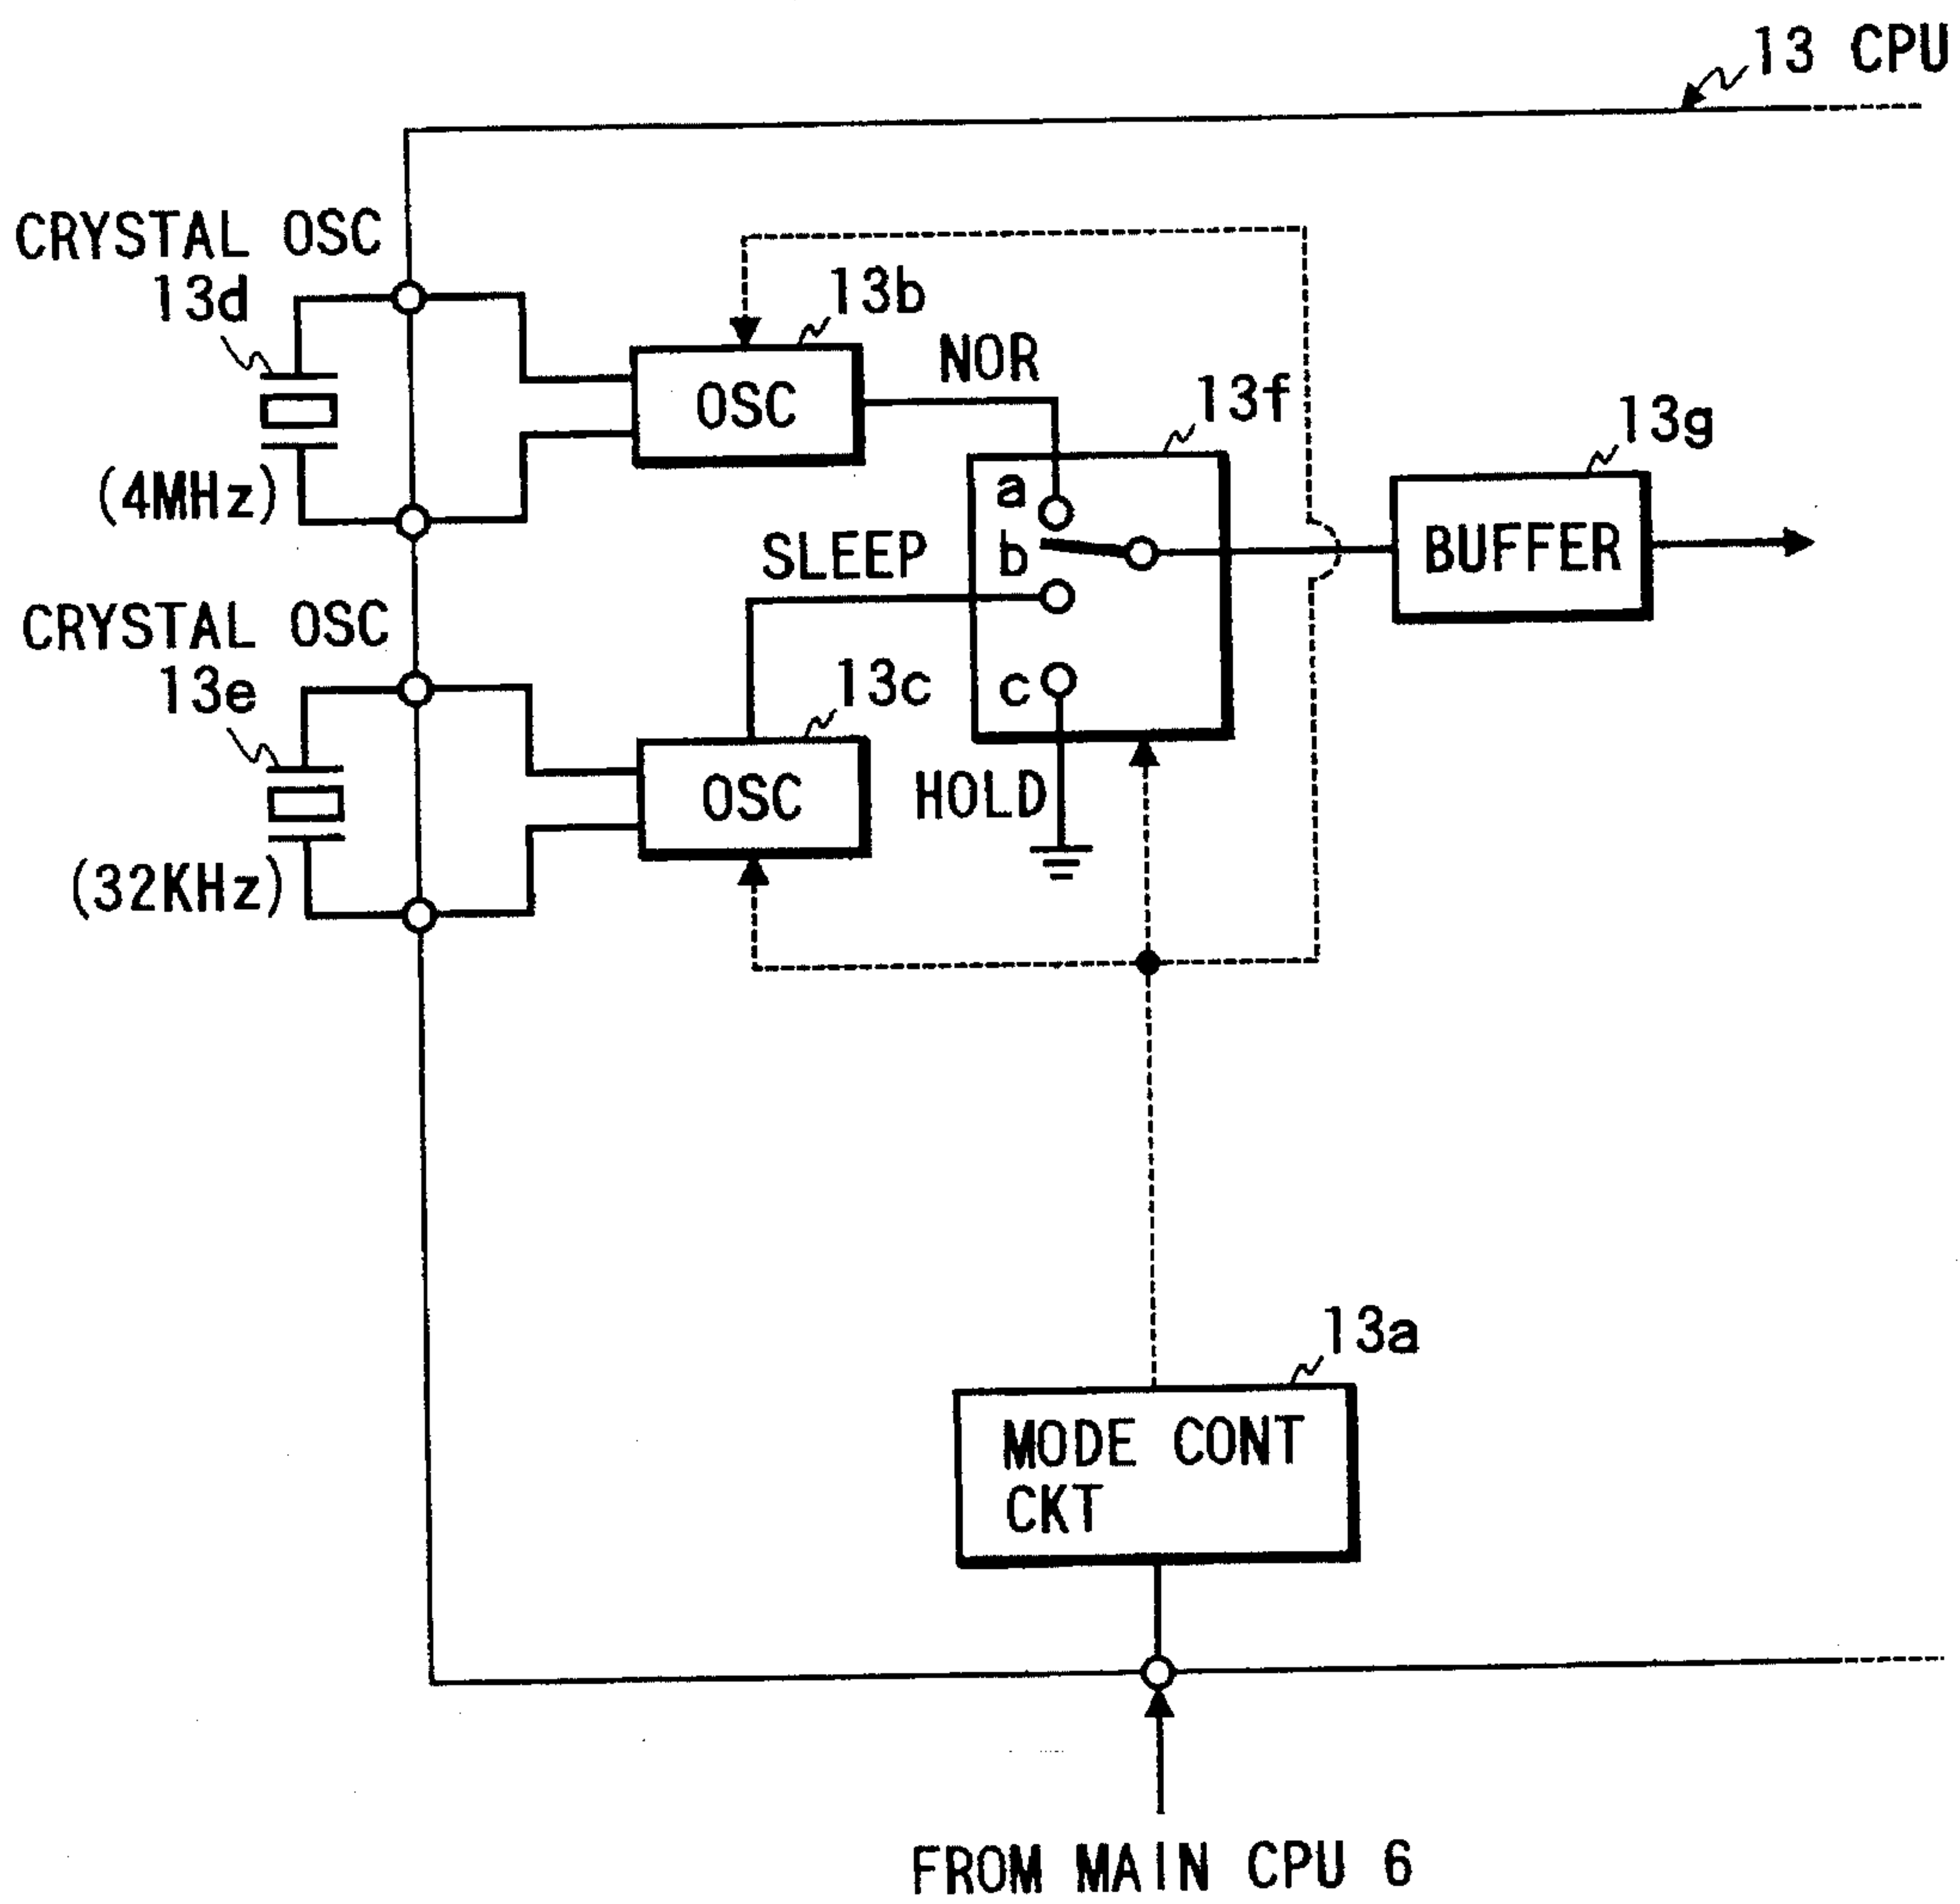 13 CPU
CRYSTAL OSC
13d
13b
NOR
OSC
13f
13g
(4MHz)
a
SLEEP
b
BUFFER
CRYSTAL OSC
13e
13c
c
OSC
HOLD
(32KHz)
13a
MODE CONT
CKT
FROM MAIN CPU 6